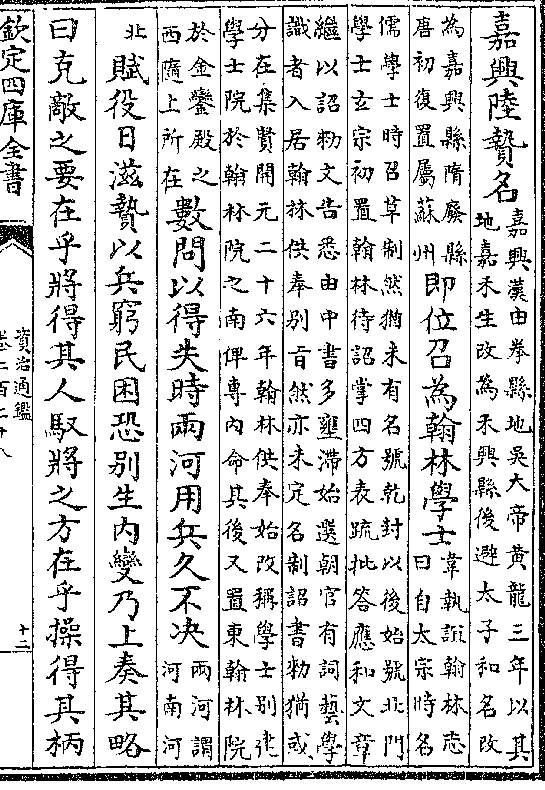 嘉興陸贄名嘉興漢由拳縣地吳大帝黄龍三年以其
地嘉禾生改為禾興縣後避太子和名改
為嘉興縣隋廢縣
唐初復置屬蘇州即位召為翰林學士韋執誼翰林志
曰自太宗時名
儒學士時召草制然猶未有名號乾封以後始號北門
學士玄宗初置翰林待詔掌四方表疏批答應和文章
繼以詔勑文告悉由中書多壅滯始選朝官有詞藝學
識者入居翰林供奉别旨然亦未定名制詔書勑猶或
分在集賢開元二十六年翰林供奉始改稱學士别建
學士院於翰林院之南俾專内命其後又置東翰林院
於金鑾殿之
西隨上所在數問以得失時兩河用兵久不决兩河謂
河南河
北賦役日滋贄以兵窮民困恐别生内變乃上奏其略
曰克敵之要在乎將得其人馭將之方在乎操得其柄
欽定四庫全書
資治通鑑
卷二百二十八
十二